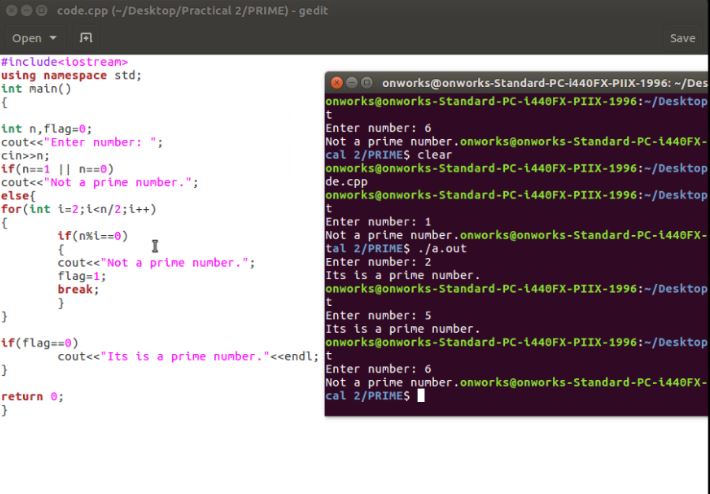 code.cpp (~/Desktop/Practical 2/PRIME) - gedit
Open
Save
#include<iostream>
using namespace std;
int main()
{
int n,flag=0;
cout<<"Enter number: ";
cin>>n;
if(n==1 || n==0)
cout<<"Not a prime number.";
else{
for(int i=2;i<n/2;i++)
{
if(n%i==0)
{
cout<<"Not a prime number.";
flag=1;
break;
}
}
if(flag==0)
cout<<"Its is a prime number."<<endl;
}
return 0;
}
onworks@onworks-Standard-PC-i440FX-PIIX-1996: ~/Des
onworks@onworks-Standard-PC-i440FX-PIIX-1996:~/Desktop
t
Enter number: 6
Not a prime number.onworks@onworks-Standard-PC-i440FX-
cal 2/PRIME$ clear
onworks@onworks-Standard-PC-i440FX-PIIX-1996:~/Desktop
de.cpp
onworks@onworks-Standard-PC-i440FX-PIIX-1996:~/Desktop
t
Enter number: 1
Not a prime number.onworks@onworks-Standard-PC-i440FX-
tal 2/PRIME$ ./a.out
Enter number: 2
Its is a prime number.
onworks@onworks-Standard-PC-i440FX-PIIX-1996:~/Desktop
t
Enter number: 5
Its is a prime number.
onworks@onworks-Standard-PC-i440FX-PIIX-1996:~/Desktop
t
Enter number: 6
Not a prime number.onworks@onworks-Standard-PC-i440FX-
cal 2/PRIME$